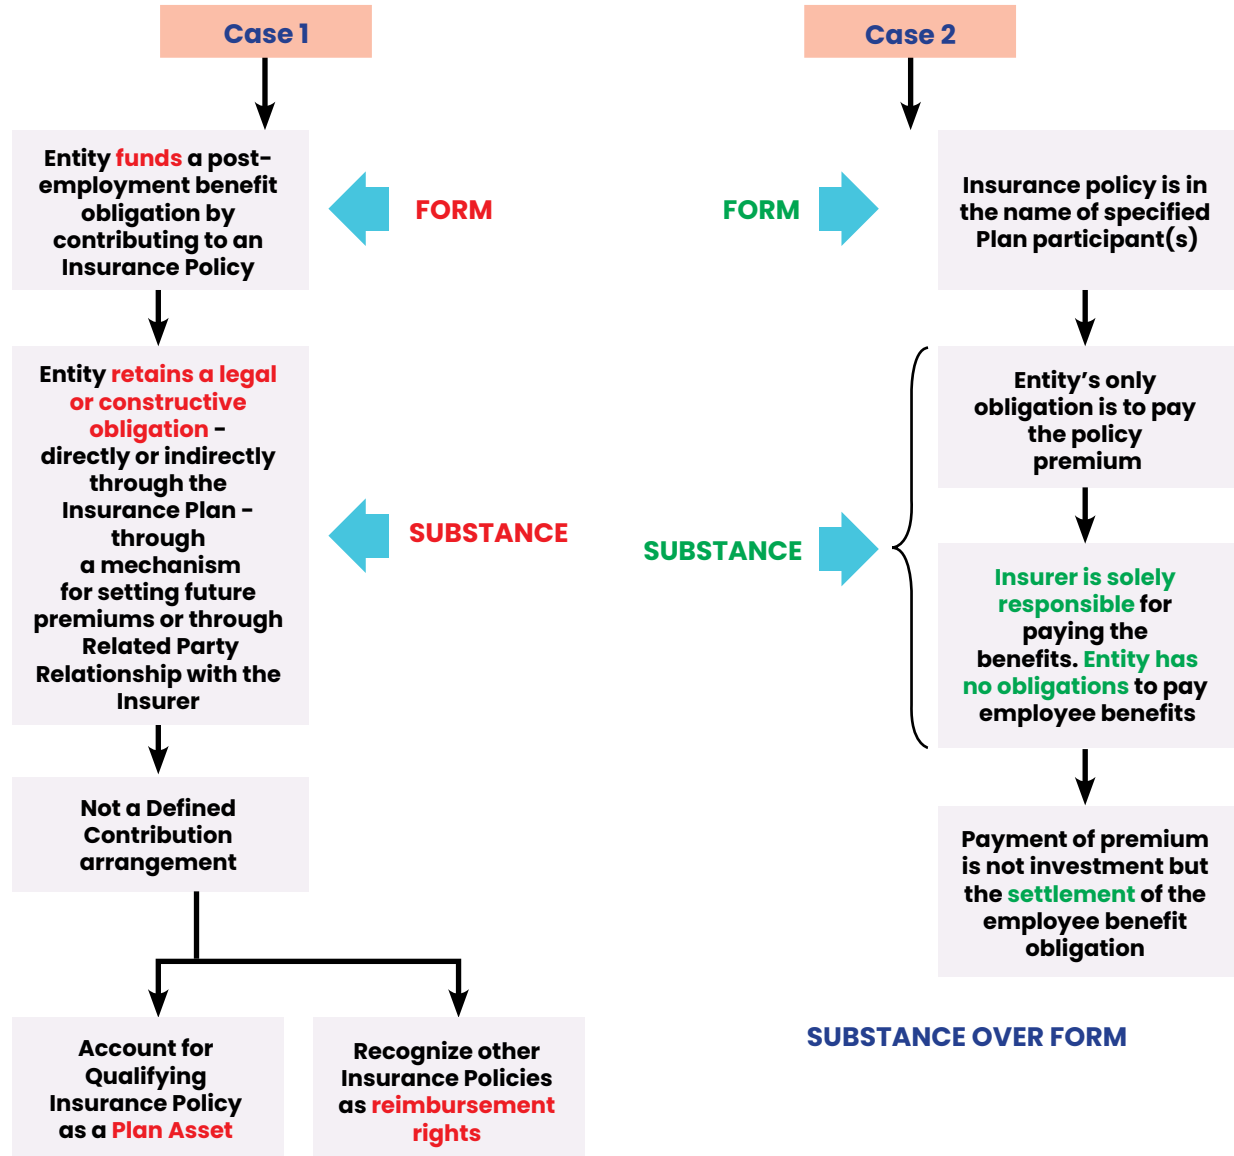 Case 1
Entity funds a post-
employment benefit
obligation by
contributing to an
Insurance Policy
FORM
Entity retains a legal
or constructive
obligation -
directly or indirectly
through the
Insurance Plan -
through
a mechanism
for setting future
premiums or through
Related Party
Relationship with the
Insurer
SUBSTANCE
Not a Defined
Contribution
arrangement
Account for
Qualifying
Insurance Policy
as a Plan Asset
Recognize other
Insurance Policies
as reimbursement
rights
Case 2
FORM
Insurance policy is in
the name of specified
Plan participant(s)
SUBSTANCE
Entity’s only
obligation is to pay
the policy
premium
Insurer is solely
responsible for
paying the
benefits. Entity has
no obligations to pay
employee benefits
Payment of premium
is not investment but
the settlement of the
employee benefit
obligation
SUBSTANCE OVER FORM